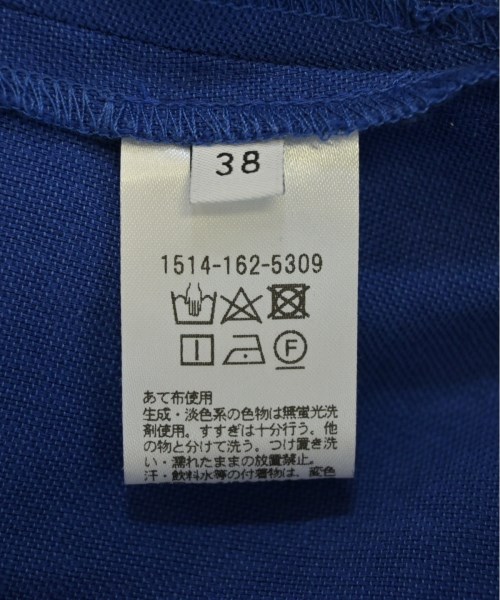 38
1514-162-5309
F
あて布使用
生成・淡色系の色物は無蛍光洗
剤使用。すすぎは十分行う。他
の物と分けて洗う。つけ置き洗
い・濡れたままの放置禁止。
汗・飲料水等の付着物は、変色